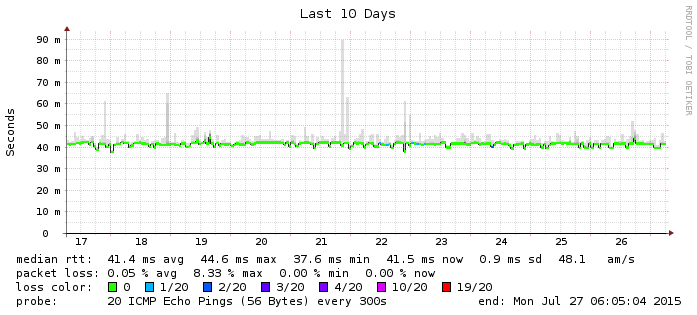 Last 10 Days
RRDTOOL / TOBI OETIKER
Seconds
90 m
80 m
70 m
60 m
50 m
40 m
30 m
20 m
10 m
0
17 18 19 20 21 22 23 24 25 26
median rtt: 41.4 ms avg 44.6 ms max 37.6 ms min 41.5 ms now 0.9 ms sd 48.1 am/s
packet loss: 0.05 % avg 8.33 % max 0.00 % min 0.00 % now
loss color: 0 1/20 2/20 3/20 4/20 10/20 19/20
probe: 20 ICMP Echo Pings (56 Bytes) every 300s end: Mon Jul 27 06:05:04 2015